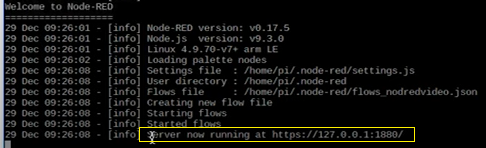 Welcome to Node-RED
===================
29 Dec 09:26:01 - [info] Node-RED version: v0.17.5
29 Dec 09:26:01 - [info] Node.js  version: v9.3.0
29 Dec 09:26:01 - [info] Linux 4.9.70-v7+ arm LE
29 Dec 09:26:02 - [info] Loading palette nodes
29 Dec 09:26:08 - [info] Settings file  : /home/pi/.node-red/settings.js
29 Dec 09:26:08 - [info] User directory : /home/pi/.node-red
29 Dec 09:26:08 - [info] Flows file     : /home/pi/.node-red/flows_nodredvideo.json
29 Dec 09:26:08 - [info] Creating new flow file
29 Dec 09:26:08 - [info] Starting flows
29 Dec 09:26:08 - [info] Started flows
29 Dec 09:26:08 - [info] Server now running at https://127.0.0.1:1880/